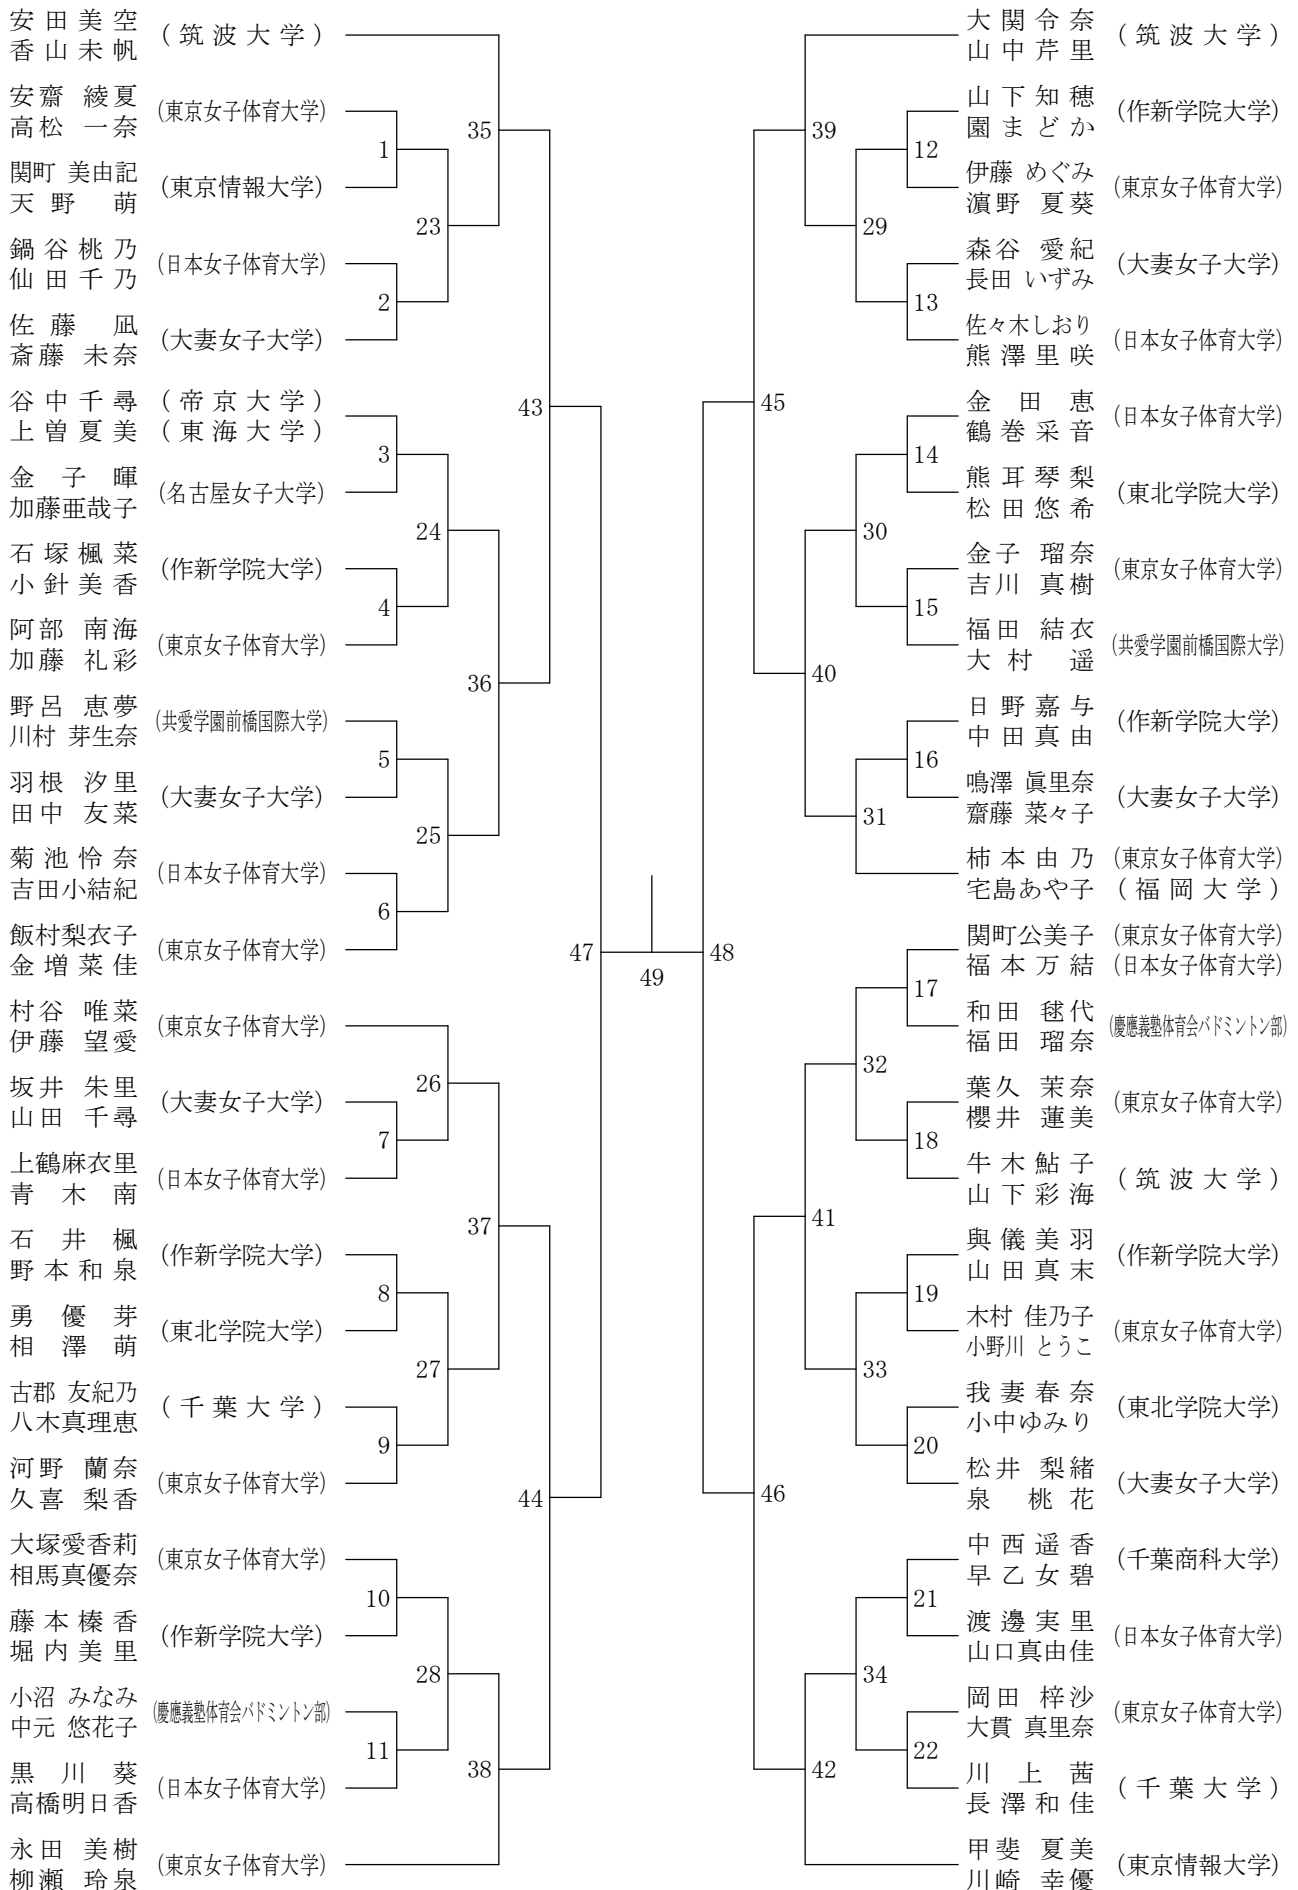 安田美空
香山未帆
(筑波大学)
安齋 綾夏
高松 一奈
(東京女子体育大学)
関町 美由記
天野 萌
(東京情報大学)
鍋谷桃乃
仙田千乃
(日本女子体育大学)
佐藤 凪
斎藤 未奈
(大妻女子大学)
谷中千尋 (帝京大学)
上曽夏美 (東海大学)
金子暉
加藤亜哉子
(名古屋女子大学)
石塚楓菜
小針美香
(作新学院大学)
阿部 南海
加藤 礼彩
(東京女子体育大学)
野呂 恵夢
川村 芽生奈
(共愛学園前橋国際大学)
羽根 汐里
田中 友菜
(大妻女子大学)
菊池怜奈
吉田小結紀
(日本女子体育大学)
飯村梨衣子
金増菜佳
(東京女子体育大学)
村谷 唯菜
伊藤 望愛
(東京女子体育大学)
坂井 朱里
山田 千尋
(大妻女子大学)
上鶴麻衣里
青木南
(日本女子体育大学)
石井楓
野本和泉
(作新学院大学)
勇優芽
相澤萌
(東北学院大学)
古郡 友紀乃
八木真理恵
(千葉大学)
河野 蘭奈
久喜 梨香
(東京女子体育大学)
大塚愛香莉
相馬真優奈
(東京女子体育大学)
藤本榛香
堀内美里
(作新学院大学)
小沼 みなみ
中元 悠花子
(慶應義塾体育会バドミントン部)
黒川葵
高橋明日香
(日本女子体育大学)
永田 美樹
柳瀬 玲泉
(東京女子体育大学)
1
2
3
4
5
6
7
8
9
10
11
23
24
25
26
27
28
35
36
37
38
43
44
47
49
48
45
46
39
40
41
42
29
30
31
32
33
34
12
13
14
15
16
17
18
19
20
21
22
大関令奈
山中芹里
(筑波大学)
山下知穂
園まどか
(作新学院大学)
伊藤 めぐみ
濵野 夏葵
(東京女子体育大学)
森谷 愛紀
長田 いずみ
(大妻女子大学)
佐々木しおり
熊澤里咲
(日本女子体育大学)
金田恵
鶴巻采音
(日本女子体育大学)
熊耳琴梨
松田悠希
(東北学院大学)
金子 瑠奈
吉川 真樹
(東京女子体育大学)
福田 結衣
大村 遥
(共愛学園前橋国際大学)
日野嘉与
中田真由
(作新学院大学)
鳴澤 眞里奈
齋藤 菜々子
(大妻女子大学)
柿本由乃 (東京女子体育大学)
宅島あや子 (福岡大学)
関町公美子 (東京女子体育大学)
福本万結 (日本女子体育大学)
和田 毬代
福田 瑠奈
(慶應義塾体育会バドミントン部)
葉久 茉奈
櫻井 蓮美
(東京女子体育大学)
牛木鮎子
山下彩海
(筑波大学)
與儀美羽
山田真末
(作新学院大学)
木村 佳乃子
小野川 とうこ
(東京女子体育大学)
我妻春奈
小中ゆみり
(東北学院大学)
松井 梨緒
泉 桃花
(大妻女子大学)
中西遥香
早乙女碧
(千葉商科大学)
渡邊実里
山口真由佳
(日本女子体育大学)
岡田 梓沙
大貫 真里奈
(東京女子体育大学)
川上茜
長澤和佳
(千葉大学)
甲斐 夏美
川崎 幸優
(東京情報大学)